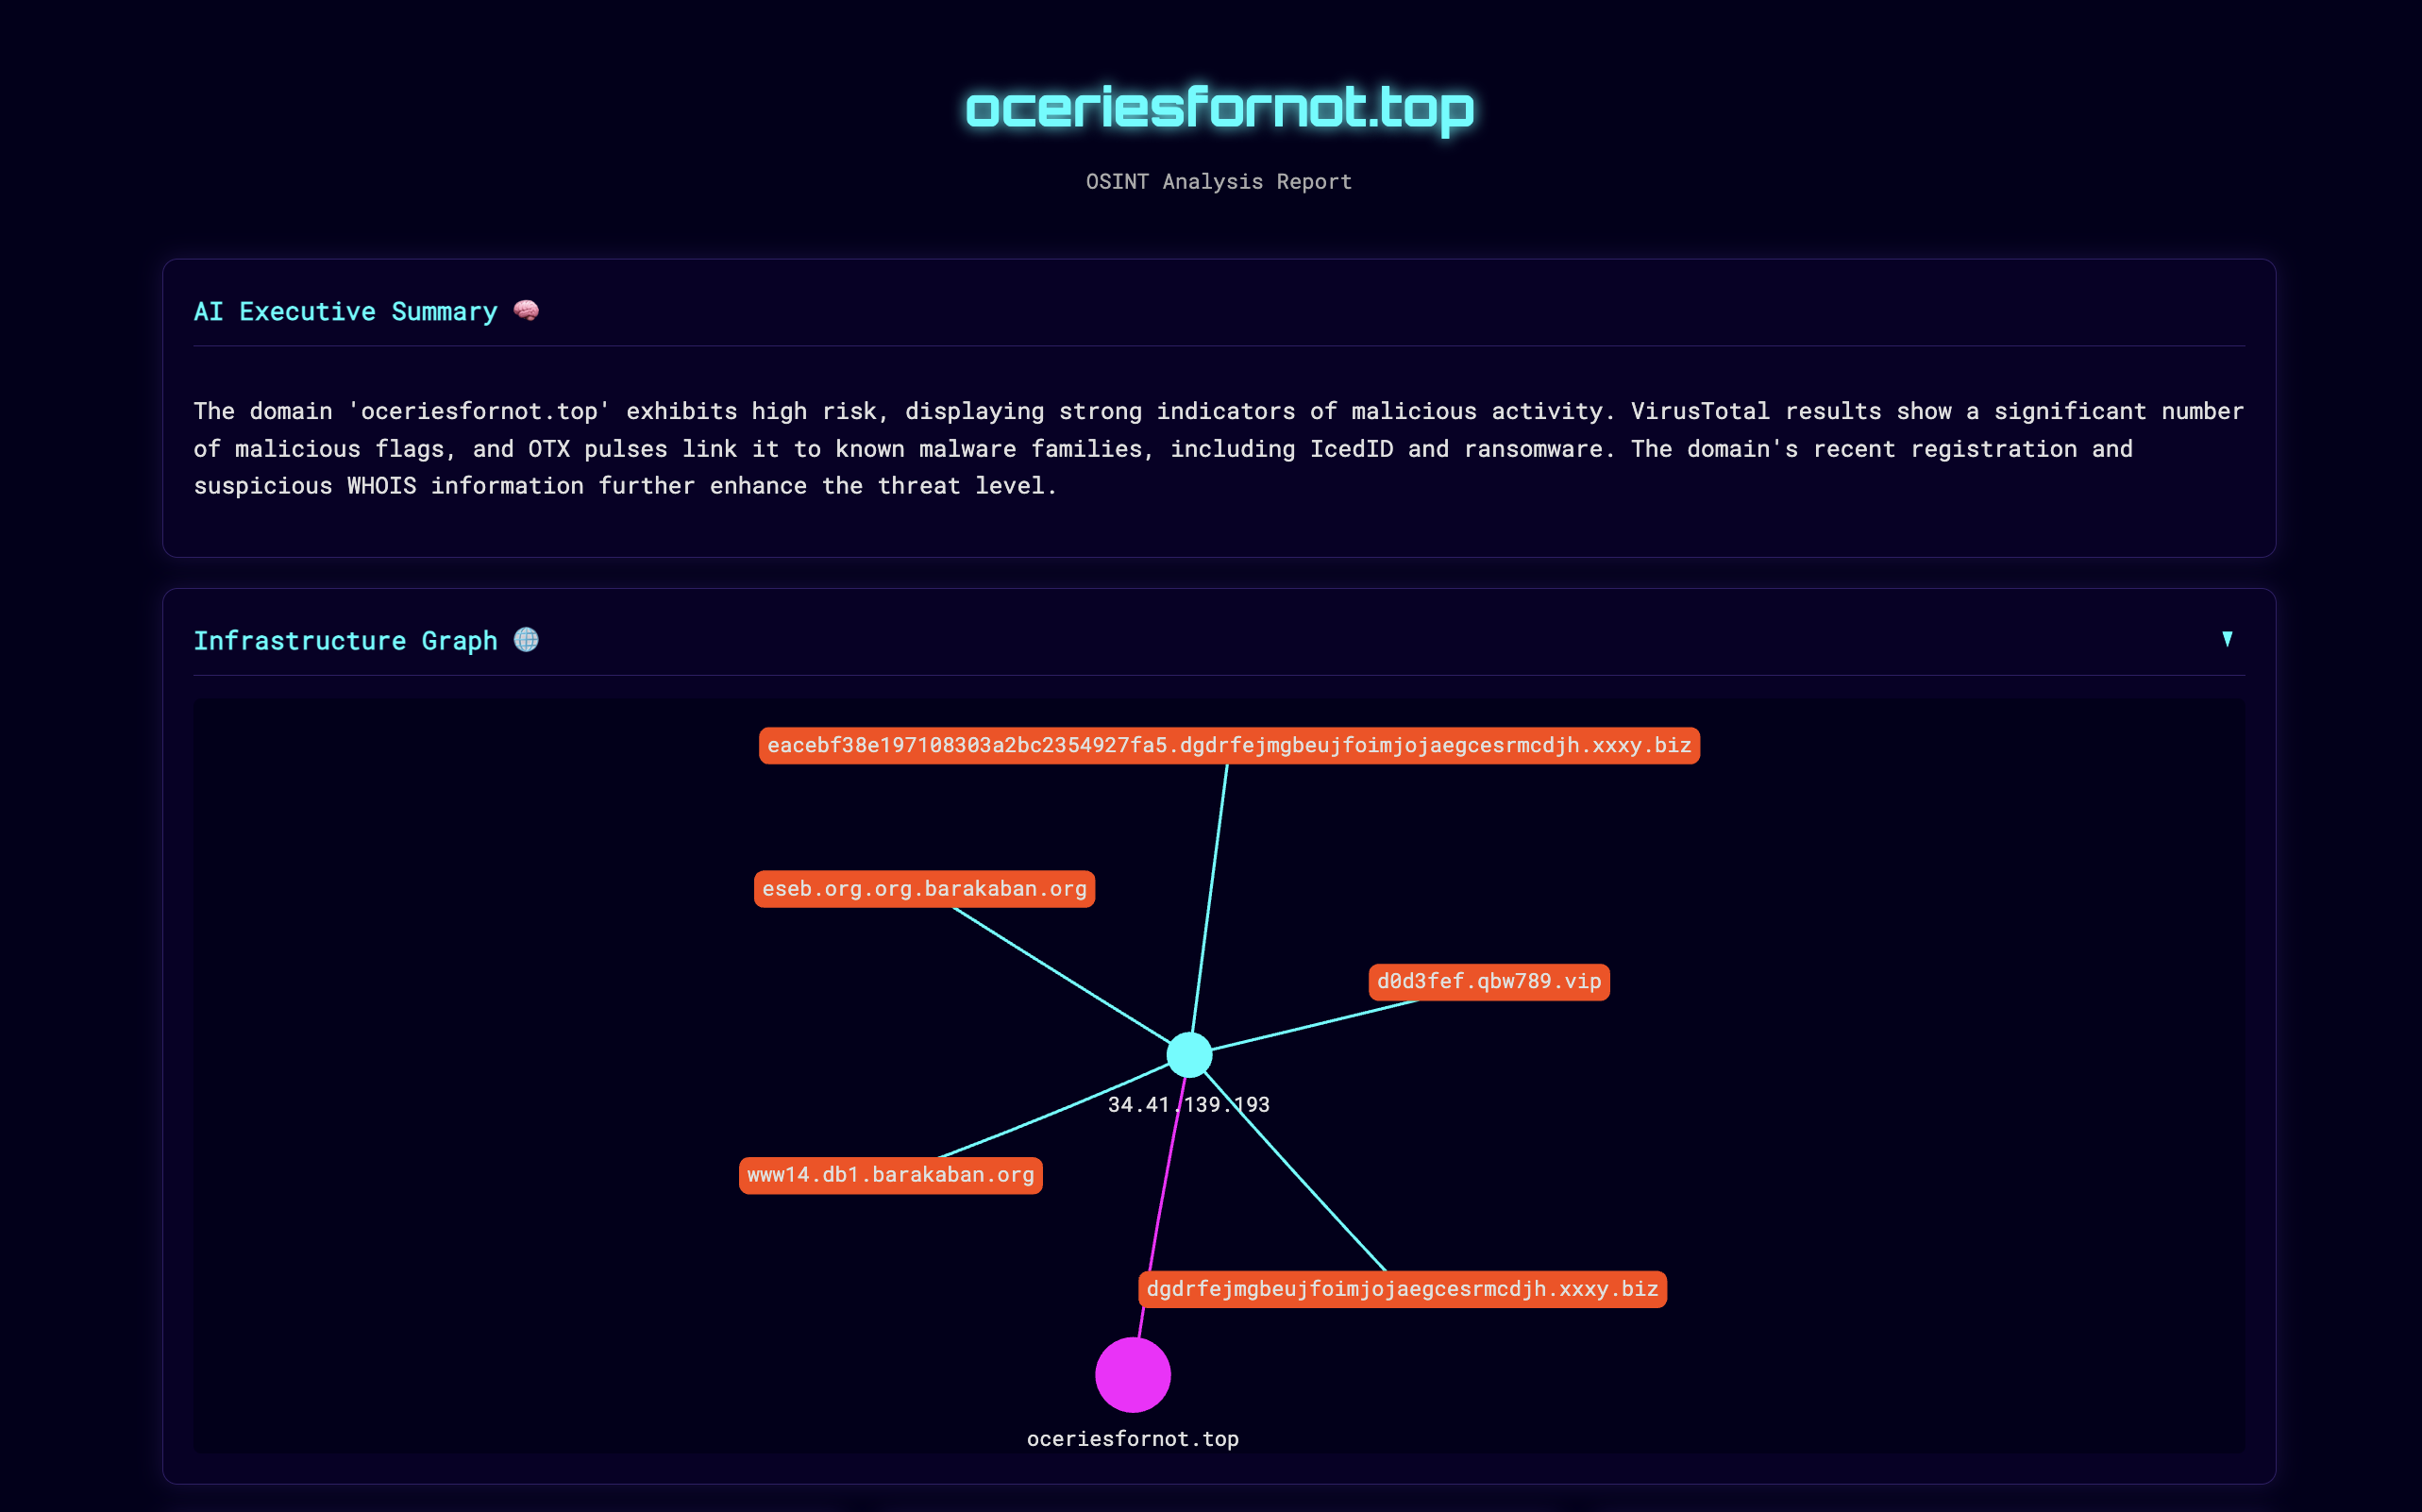 oceriesfornot.top
OSINT Analysis Report
AI Executive Summary 🧠
The domain 'oceriesfornot.top' exhibits high risk, displaying strong indicators of malicious activity. VirusTotal results show a significant number
of malicious flags, and OTX pulses link it to known malware families, including IcedID and ransomware. The domain's recent registration and
suspicious WHOIS information further enhance the threat level.
Infrastructure Graph 🌐
eacebf38e197108303a2bc2354927fa5.dgdrfejmgbeujfoimjojaegcesrmcdjh.xxxy.biz
eseb.org.org.barakaban.org
d0d3fef.qbw789.vip
34.41.139.193
www14.db1.barakaban.org
dgdrfejmgbeujfoimjojaegcesrmcdjh.xxxy.biz
oceriesfornot.top